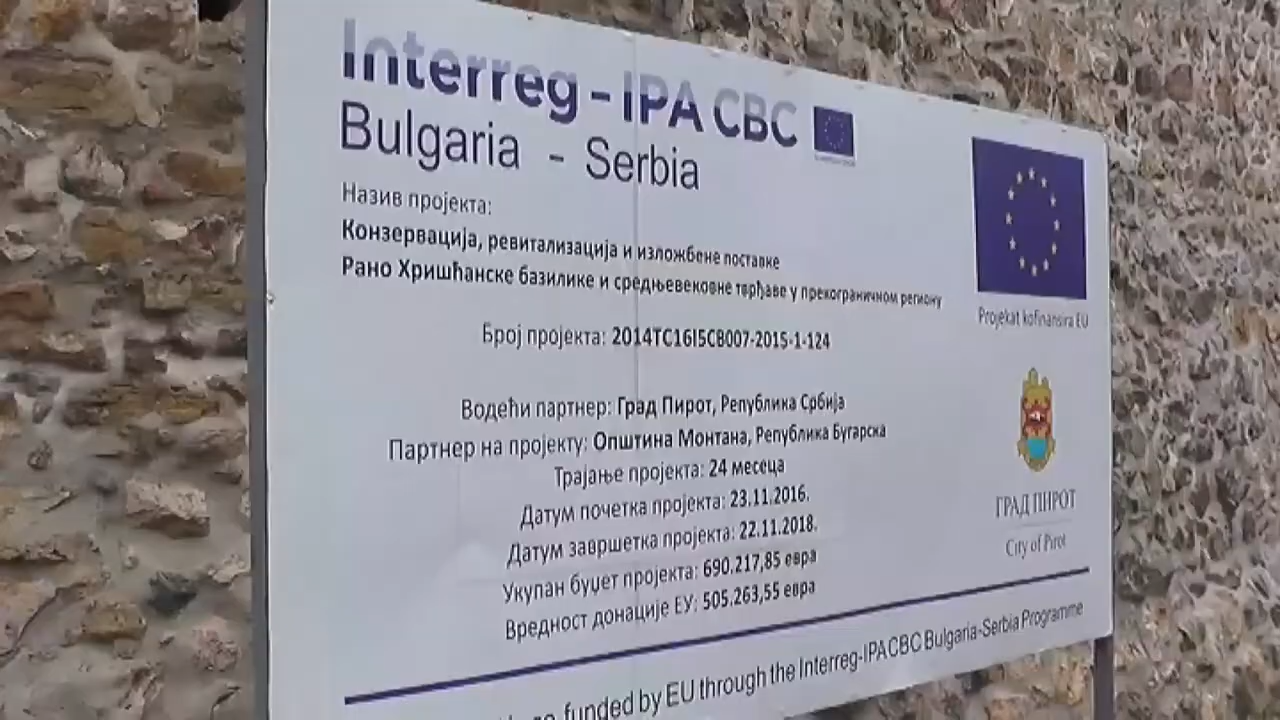 Interreg - IPA CBC
Bulgaria - Serbia
Назив пројекта:
Конзервација, ревитализација и изложбене поставке
Рано Хришћанске базилике и средњевековне тврђаве у прекограничном региону
Број пројекта: 2014TC16I5CB007-2015-1-124
Водећи партнер: Град Пирот, Република Србија
Партнер на пројекту: Општина Монтана, Република Бугарска
Трајање пројекта: 24 месеца
Датум почетка пројекта: 23.11.2016.
Датум завршетка пројекта: 22.11.2018.
Укупан буџет пројекта: 690.217,85 евра
Вредност донације ЕУ: 505.263,55 евра
Projekat kofinansira EU
ГРАД ПИРОТ
City of Pirot
co-funded by EU through the Interreg-IPA CBC Bulgaria-Serbia Programme